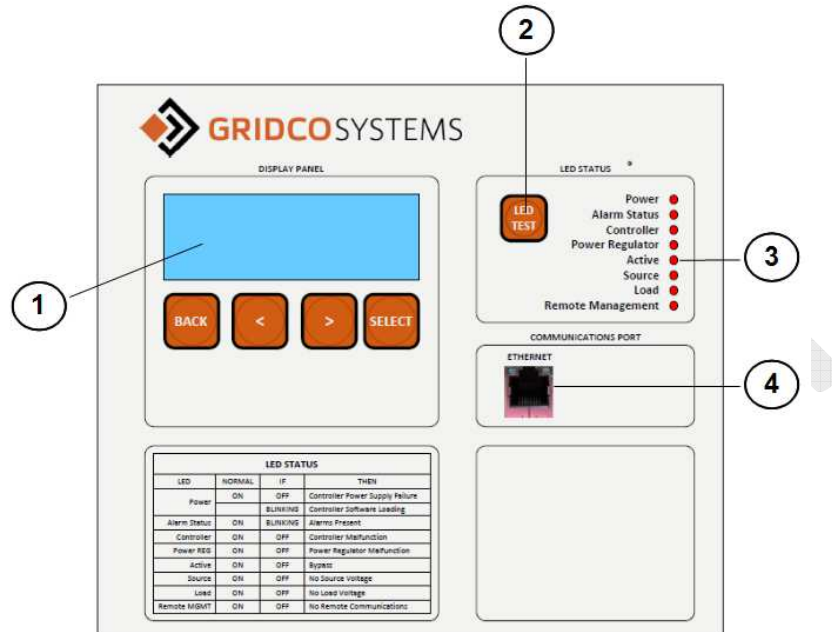 2
GRIDCOSYSTEMS
DISPLAY PANEL
BACK
<
>
SELECT
1
LED STATUS
LED
TEST
Power
Alarm Status
Controller
Power Regulator
Active
Source
Load
Remote Management
3
COMMUNICATIONS PORT
ETHERNET
4
LED STATUS
LED NORMAL IF THEN
Power ON OFF Controller Power Supply Failure
BLINKING Controller Software Loading
Alarm Status ON BLINKING Alarms Present
Controller ON OFF Controller Malfunction
Power REG ON OFF Power Regulator Malfunction
Active ON OFF Bypass
Source ON OFF No Source Voltage
Load ON OFF No Load Voltage
Remote MGMT ON OFF No Remote Communications